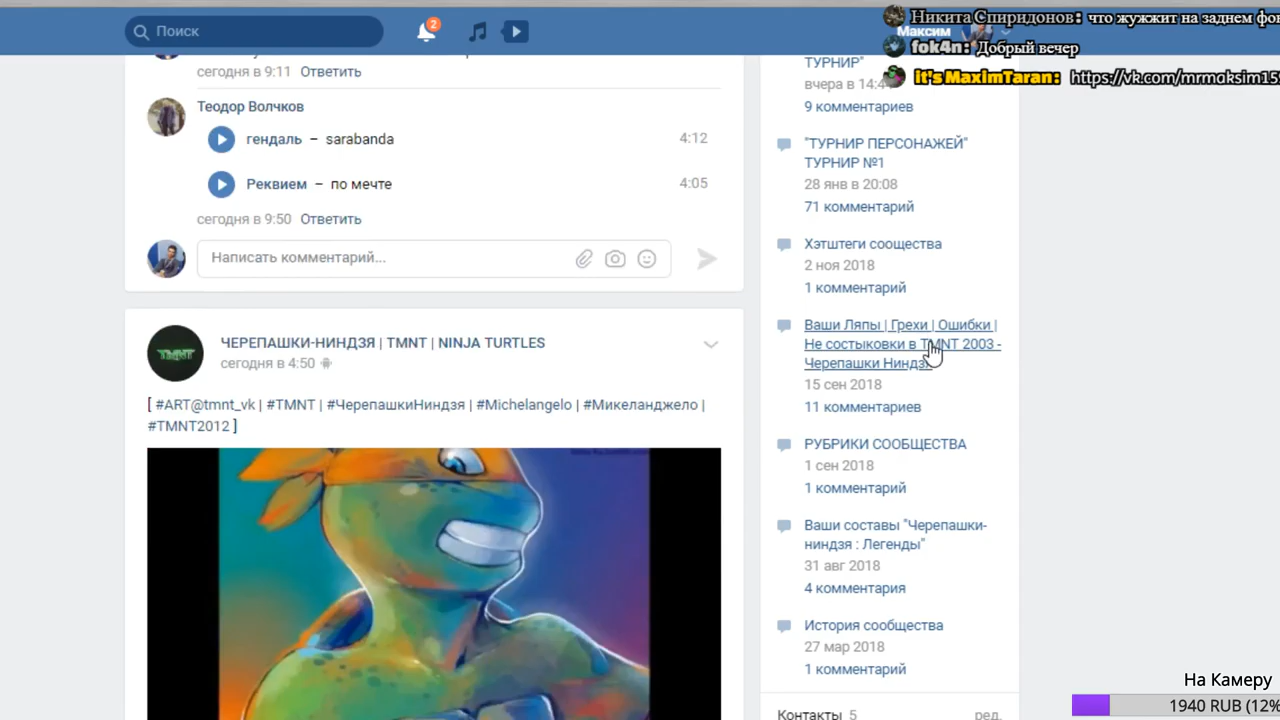 Поиск
2
Максим
Никита Спиридонов: что жужжит на заднем фон
fok4n: Добрый вечер
it's MaximTaran: https://vk.com/mrmaksim15
сегодня в 9:11 Ответить
Теодор Волчков
гендаль – sarabanda 4:12
Реквием – по мечте 4:05
сегодня в 9:50 Ответить
Написать комментарий...
ЧЕРЕПАШКИ-НИНДЗЯ | TMNT | NINJA TURTLES
сегодня в 4:50
[ #ART@tmnt_vk | #TMNT | #ЧерепашкиНиндзя | #Michelangelo | #Микеланджело |
#TMNT2012 ]
TMNT
ТУРНИР"
вчера в 14:4
9 комментариев
"ТУРНИР ПЕРСОНАЖЕЙ"
ТУРНИР №1
28 янв в 20:08
71 комментарий
Хэтштеги соощества
2 ноя 2018
1 комментарий
Ваши Ляпы | Грехи | Ошибки |
Не состыковки в TMNT 2003 -
Черепашки Ниндзя
15 сен 2018
11 комментариев
РУБРИКИ СООБЩЕСТВА
1 сен 2018
1 комментарий
Ваши составы "Черепашки-
ниндзя : Легенды"
31 авг 2018
4 комментария
История сообщества
27 мар 2018
1 комментарий
Контакты 5 ред.
На Камеру
1940 RUB (12%